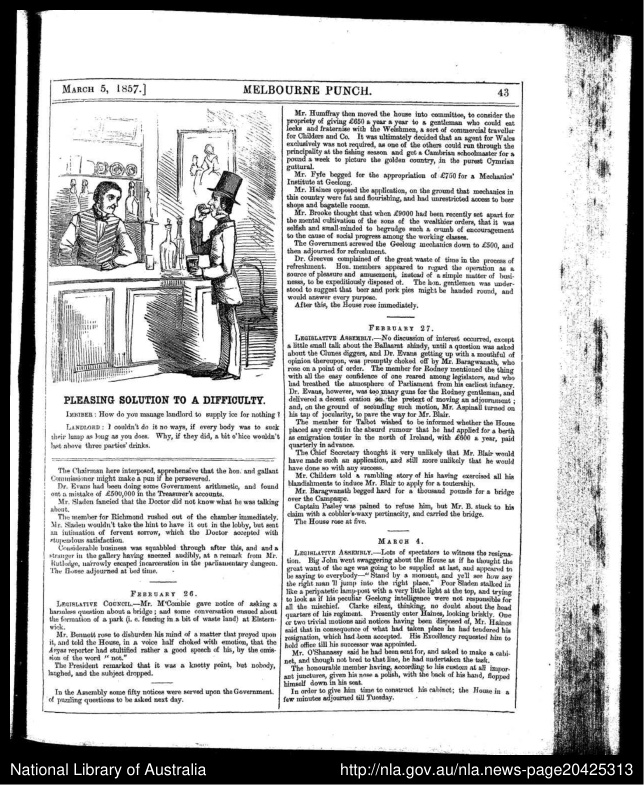 MARCH 5, 1857.]
MELBOURNE PUNCH.
43
PLEASING SOLUTION TO A DIFFICULTY.
IMBIBER: How do you manage landlord to supply ice for nothing?
LANDLORD: I couldn't do it no ways, if every body was to suck
their lump as long as you does. Why, if they did, a bit o'hice wouldn't
last above three parties' drinks.
The Chairman here interposed, apprehensive that the hon. and gallant
Commissioner might make a pun if he persevered.
Dr. Evans had been doing some Government arithmetic, and found
out a mistake of £500,000 in the Treasurer's accounts.
Mr. Sladen fancied that the Doctor did not know what he was talking
about.
The member for Richmond rushed out of the chamber immediately.
Mr. Sladen wouldn't take the hint to have it out in the lobby, but sent
an intimation of fervent sorrow, which the Doctor accepted with
stupendous satisfaction.
Considerable business was squabbled through after this, and a
stranger in the gallery having sneezed audibly, at a remark from Mr.
Rutledge, narrowly escaped incarceration in the parliamentary dungeon.
The House adjourned at bed time.
FEBRUARY 26.
LEGISLATIVE COUNCIL.—Mr. M'Combie gave notice of asking a
harmless question about a bridge; and some conversation ensued about
the formation of a park (i. e. fencing in a bit of waste land) at Elstern-
wick.
Mr. Bennett rose to disburden his mind of a matter that preyed upon
it, and told the House, in a voice half choked with emotion, that the
Argus reporter had stultified rather a good speech of his, by the omis-
sion of the word "not."
The President remarked that it was a knotty point, but nobody
laughed, and the subject dropped.
In the Assembly some fifty notices were served upon the Government
of puzzling questions to be asked next day.
Mr. Humffray then moved the house into committee, to consider the
propriety of giving £650 a year a year to a gentleman who could eat
leeks and fraternise with the Welshmen, a sort of commercial traveller
for Childers and Co. It was ultimately decided that an agent for Wales
exclusively was not required, as one of the others could run through the
principality at the fishing season and get a Cambrian schoolmaster for a
pound a week to picture the golden country, in the purest Cymrian
guttural.
Mr. Fyfe begged for the appropriation of £750 for a Mechanics'
Institute at Geelong.
Mr. Haines opposed the application, on the ground that mechanics in
this country were fat and flourishing, and had unrestricted access to beer
shops and bagatelle rooms.
Mr. Brooke thought that when £9000 had been recently set apart for
the mental cultivation of the sons of the wealthier orders, that it was
selfish and small-minded to begrudge such a crumb of encouragement
to the cause of social progress among the working classes.
The Government screwed the Geelong mechanics down to £500, and
then adjourned for refreshment.
Dr. Greeves complained of the great waste of time in the process of
refreshment. Hon. members appeared to regard the operation as a
source of pleasure and amusement, instead of a simple matter of busi-
ness, to be expeditiously disposed of. The hon. gentleman was under-
stood to suggest that beer and pork pies might be handed round, and
would answer every purpose.
After this, the House rose immediately.
FEBRUARY 27.
LEGISLATIVE ASSEMBLY.—No discussion of interest occurred, except
a little small talk about the Ballaarat shindy, until a question was asked
about the Clunes diggers, and Dr. Evans getting up with a mouthful of
opinion thereupon, was promptly choked off by Mr. Baragwanath, who
rose on a point of order. The member for Rodney mentioned the thing
with all the easy confidence of one reared among legislators, and who
had breathed the atmosphere of Parliament from his earliest infancy.
Dr. Evans, however, was too many guns for the Rodney gentleman, and
delivered a decent oration on the pretext of moving an adjournment;
and, on the ground of seconding such motion, Mr. Aspinall turned on
his tap of jocularity, to pave the way for Mr. Blair.
The member for Talbot wished to be informed whether the House
placed any credit in the absurd rumor that he had applied for a berth
as emigration touter in the north of Ireland, with £800 a year, paid
quarterly in advance.
The Chief Secretary thought it very unlikely that Mr. Blair would
have made such an application, and still more unlikely that he would
have done so with any success.
Mr. Childers told a rambling story of his having exercised all his
blandishments to induce Mr. Blair to apply for a toutership.
Mr. Baragwanath begged hard for a thousand pounds for a bridge
over the Campaspe.
Captain Pasley was pained to refuse him, but Mr. B. stuck to his
claim with a cobbler's-waxy pertinacity, and carried the bridge.
The House rose at five.
MARCH 4.
LEGISLATIVE ASSEMBLY.—Lots of spectators to witness the resigna-
tion. Big John went swaggering about the House as if he thought the
great want of the age was going to be supplied at last, and appeared to
be saying to everybody—"Stand by a moment, and ye'll see how easy
the right man 'll jump into the right place." Poor Sladen stalked in
like a peripatetic lamp-post with a very little light at the top, and trying
to look as if his peculiar Geelong intelligence were not responsible for
all the mischief. Clarke silent, thinking, no doubt about the head
quarters of his regiment. Presently enter Haines, looking briskly. One
or two trivial motions and notices having been disposed of, Mr. Haines
said that in consequence of what had taken place he had tendered his
resignation, which had been accepted. His Excellency requested him to
hold office till his successor was appointed.
Mr. O'Shanassy said he had been sent for, and asked to make a cabi-
net, and though not bred to that line, he had undertaken the task.
The honourable member having, according to his custom at all impor-
ant junctures, given his nose a polish, with the back of his hand, flopped
himself down in his seat.
In order to give him time to construct his cabinet; the House in a
few minutes adjourned till Tuesday.
National Library of Australia
http://nla.gov.au/nla.news-page20425313